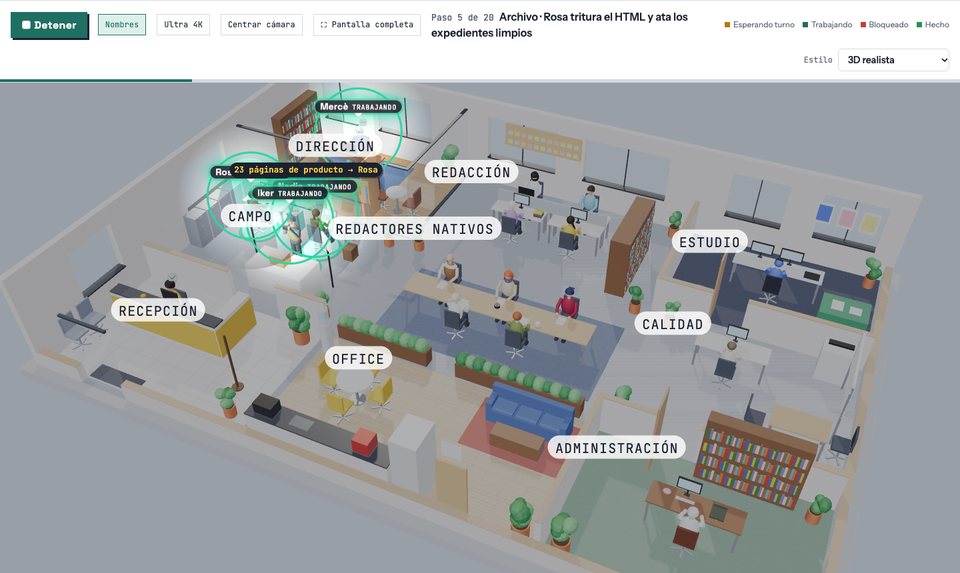 Detener
Nombres
Ultra 4K
Centrar cámara
Pantalla completa
Paso 5 de 20 Archivo · Rosa tritura el HTML y ata los
expedientes limpios
Esperando turno
Trabajando
Bloqueado
Hecho
Estilo
3D realista
Mercè TRABAJANDO
DIRECCIÓN
23 páginas de producto → Rosa
TRABAJANDO
Iker TRABAJANDO
REDACCIÓN
CAMPO
REDACTORES NATIVOS
ESTUDIO
RECEPCIÓN
CALIDAD
OFFICE
ADMINISTRACIÓN